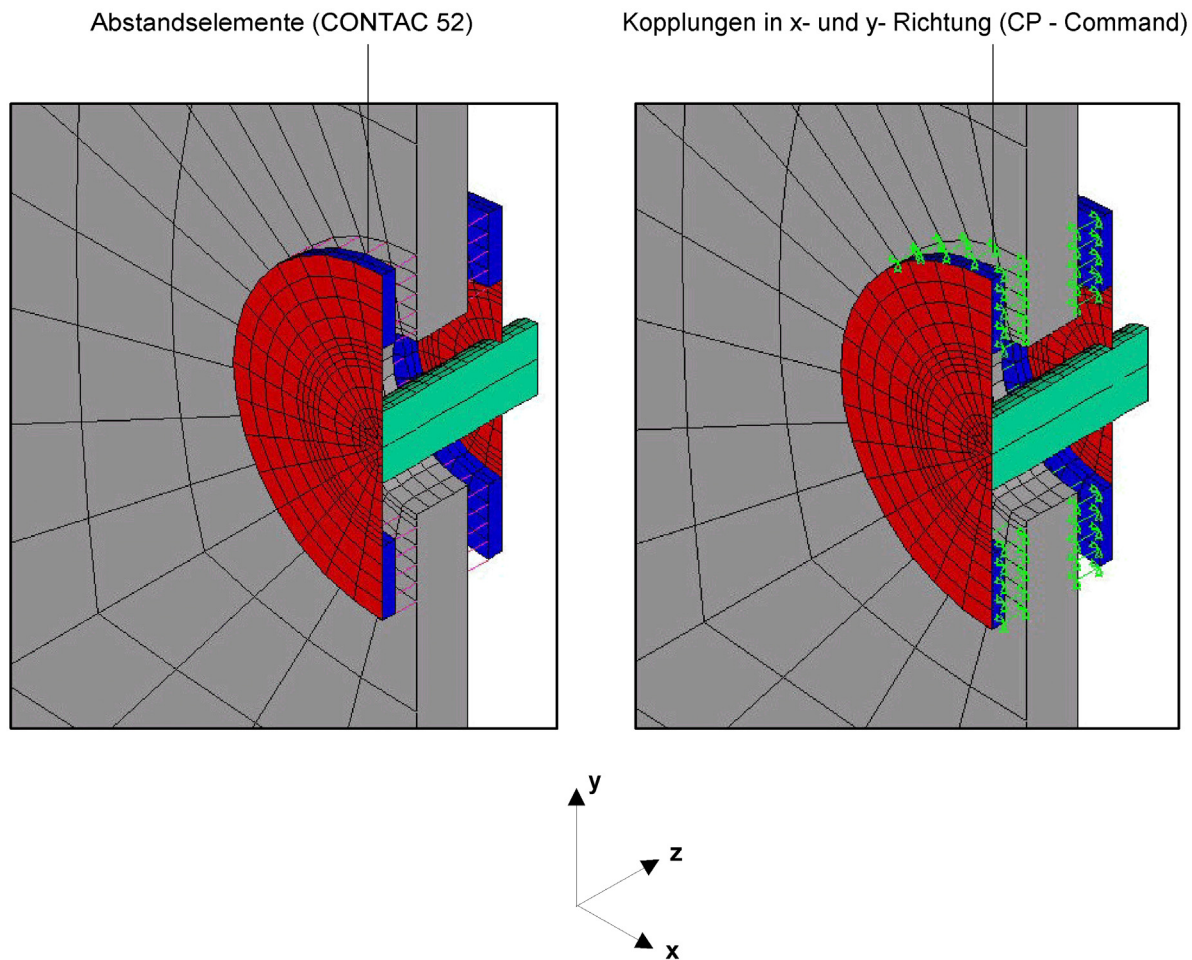 Abstandselemente (CONTAC 52)
Kopplungen in x- und y- Richtung (CP - Command)
y
z
x